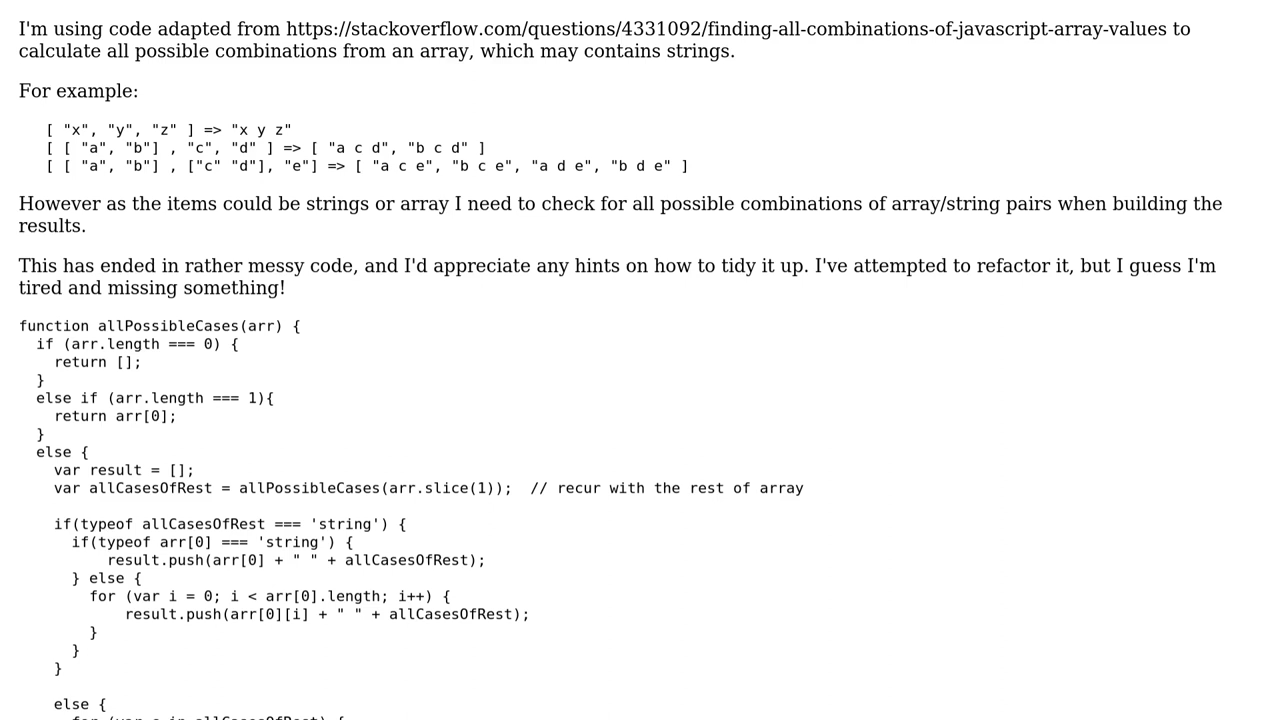 I'm using code adapted from https://stackoverflow.com/questions/4331092/finding-all-combinations-of-javascript-array-values to
calculate all possible combinations from an array, which may contains strings.
For example:
[ "x", "y", "z" ] => "x y z"
[ [ "a", "b"] , "c", "d" ] => [ "a c d", "b c d" ]
[ [ "a", "b"] , ["c" "d"], "e"] => [ "a c e", "b c e", "a d e", "b d e" ]
However as the items could be strings or array I need to check for all possible combinations of array/string pairs when building the
results.
This has ended in rather messy code, and I'd appreciate any hints on how to tidy it up. I've attempted to refactor it, but I guess I'm
tired and missing something!
function allPossibleCases(arr) {
  if (arr.length === 0) {
    return [];
  }
  else if (arr.length === 1){
    return arr[0];
  }
  else {
    var result = [];
    var allCasesOfRest = allPossibleCases(arr.slice(1));  // recur with the rest of array
    if(typeof allCasesOfRest === 'string') {
      if(typeof arr[0] === 'string') {
          result.push(arr[0] + " " + allCasesOfRest);
      } else {
        for (var i = 0; i < arr[0].length; i++) {
            result.push(arr[0][i] + " " + allCasesOfRest);
        }
      }
    }
    else {
      for (var c in allCasesOfRest) {